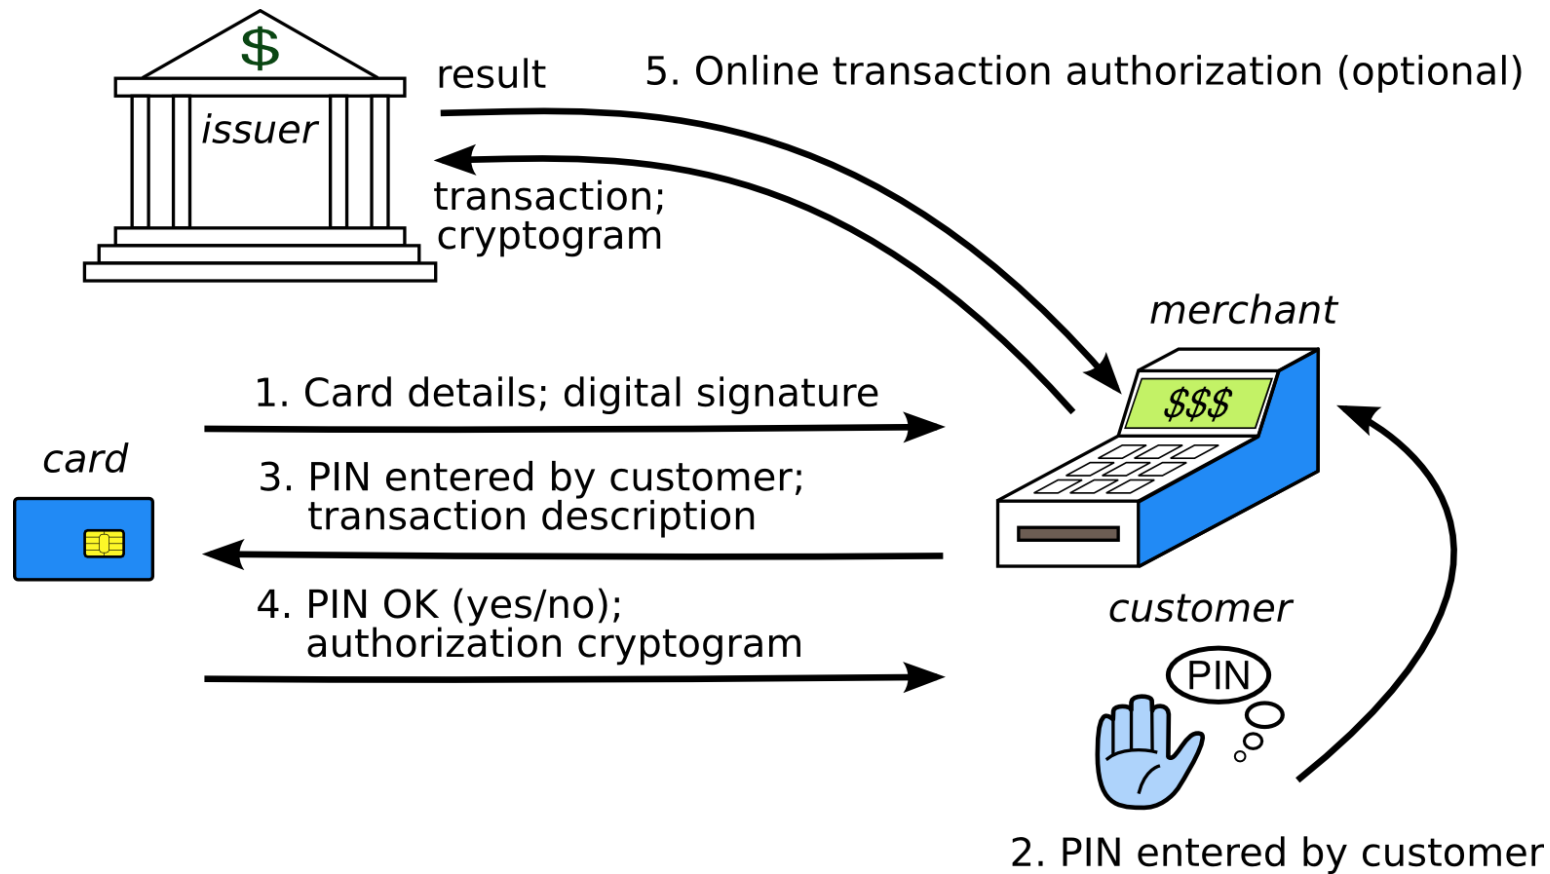 $
issuer
result
5. Online transaction authorization (optional)
transaction;
cryptogram
merchant
$$$
1. Card details; digital signature
card
3. PIN entered by customer;
transaction description
4. PIN OK (yes/no);
authorization cryptogram
customer
PIN
2. PIN entered by customer